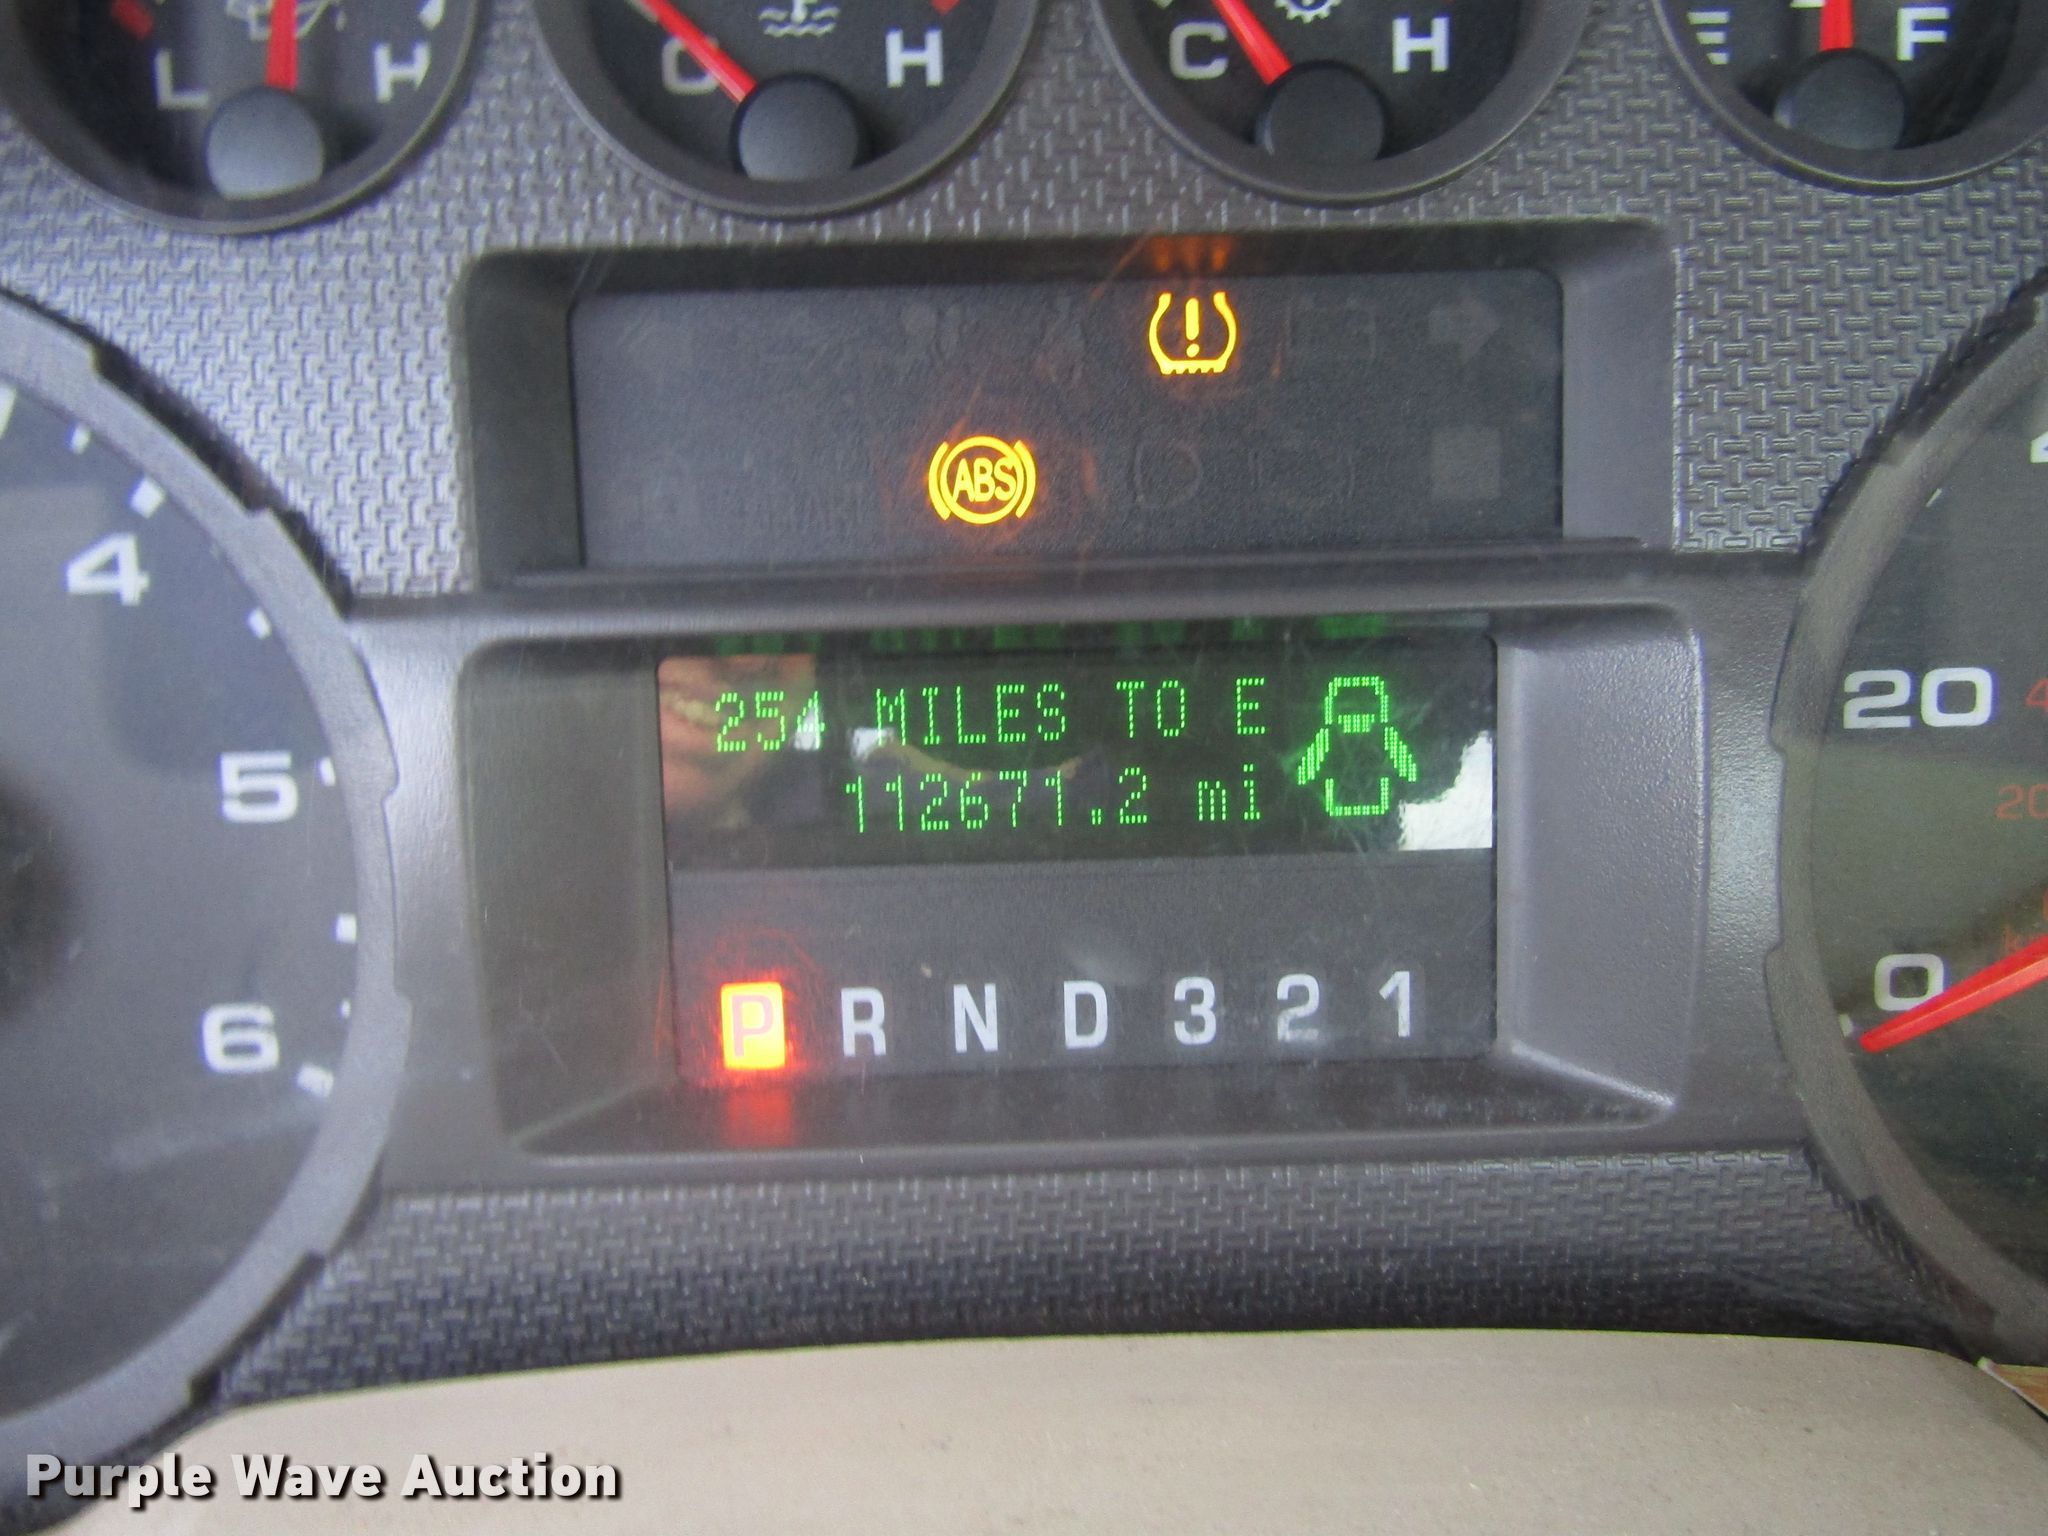 L H
C H
C H
E F
ABS
254 MILES TO E
112671.2 mi
P R N D 3 2 1
4
5
6
20
0
Purple Wave Auction